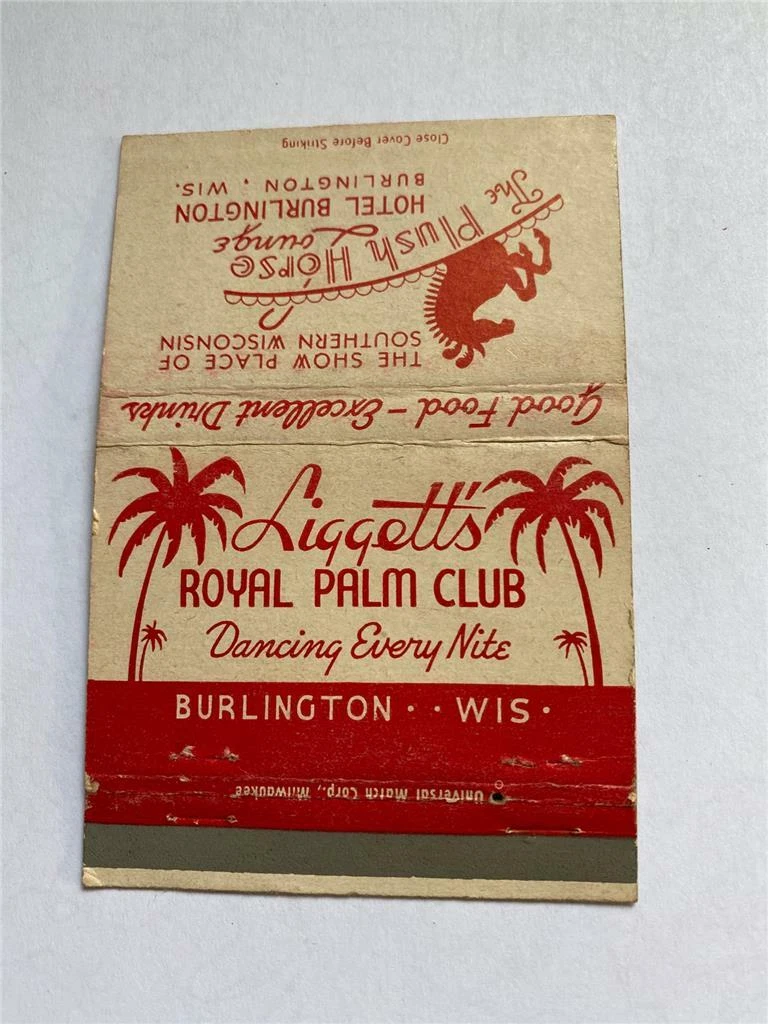 Close Cover Before Striking
The Plush Horse
Lounge
HOTEL BURLINGTON
BURLINGTON, WIS.
THE SHOW PLACE OF
SOUTHERN WISCONSIN
Good Food - Excellent Drinks
Liggett's
ROYAL PALM CLUB
Dancing Every Nite
BURLINGTON · · WIS ·
Universal Match Corp., Milwaukee